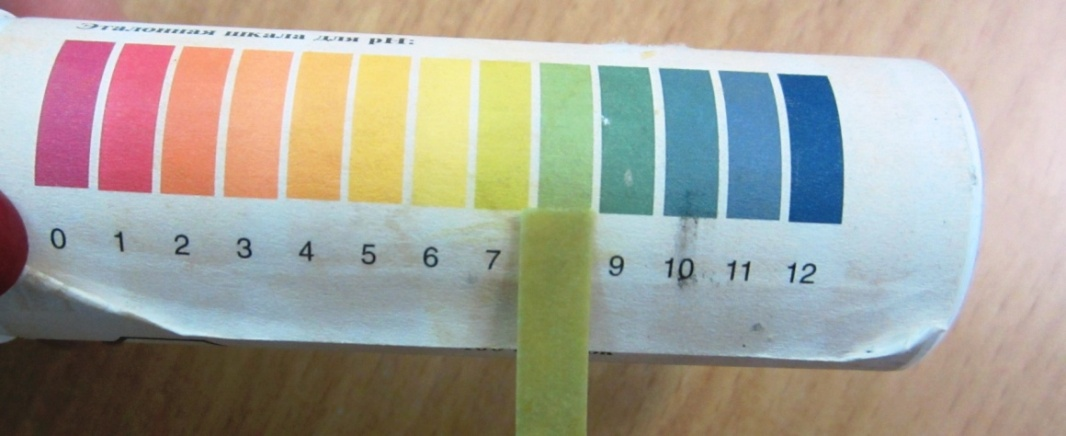 Эталонная шкала для pH:
0 1 2 3 4 5 6 7 9 10 11 12